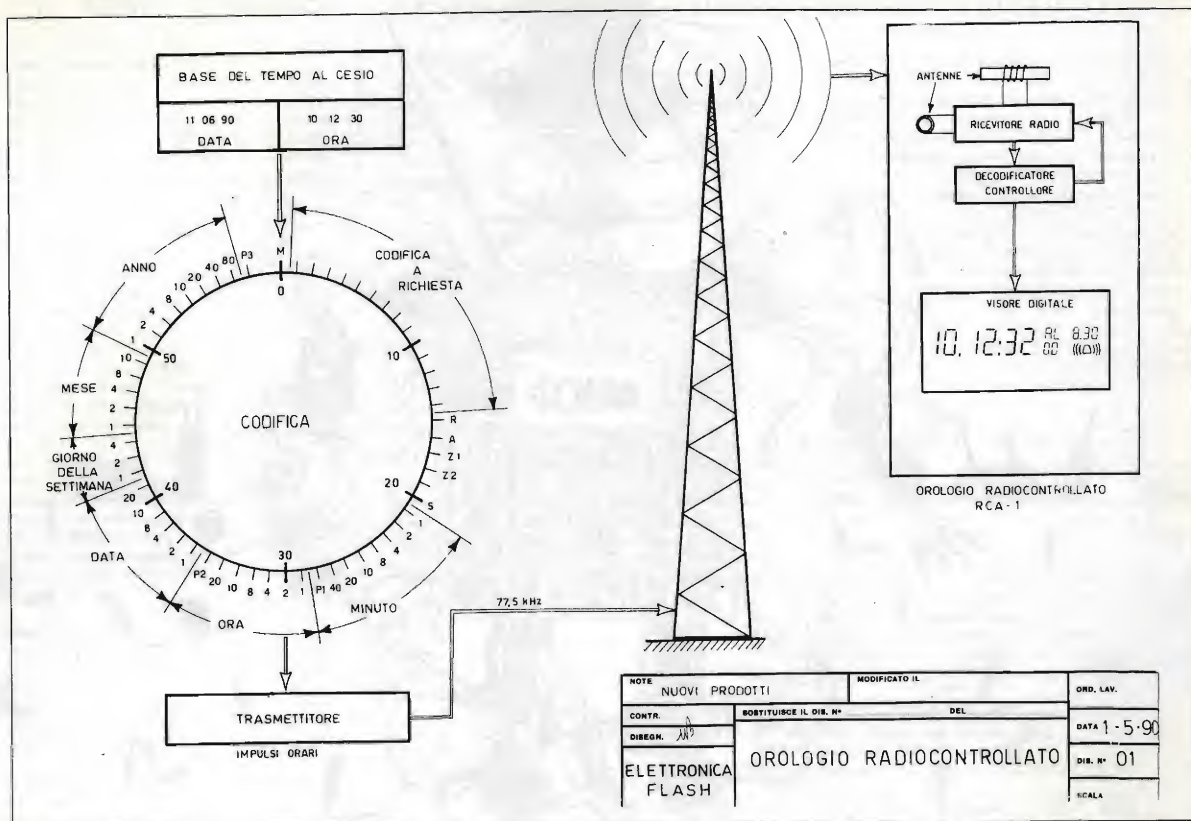 BASE DEL TEMPO AL CESIO
11 06 90
DATA
10 12 30
ORA
ANNO
MESE
GIORNO
DELLA
SETTIMANA
DATA
ORA
MINUTO
CODIFICA
A
RICHIESTA
CODIFICA
M
0
10
R
A
Z1
Z2
20
S
1
2
4
8
10
20
40
P1
1
30
2
4
8
10
20
P2
1
2
4
8
10
20
40
1
2
4
1
2
4
8
10
50
1
2
4
8
10
20
40
80
P3
TRASMETTITORE
IMPULSI ORARI
77,5 kHz
ANTENNE
RICEVITORE RADIO
DECODIFICATORE
CONTROLLORE
VISORE DIGITALE
10. 12:32 AL 8.30
00
OROLOGIO RADIOCONTROLLATO
RCA-1
NOTE
NUOVI PRODOTTI
MODIFICATO IL
ORD. LAV.
CONTR.
SOSTITUISCE IL DIS. N°
DEL
DATA 1-5-90
DISEGN.
ELETTRONICA
FLASH
OROLOGIO RADIOCONTROLLATO
DIS. N° 01
SCALA